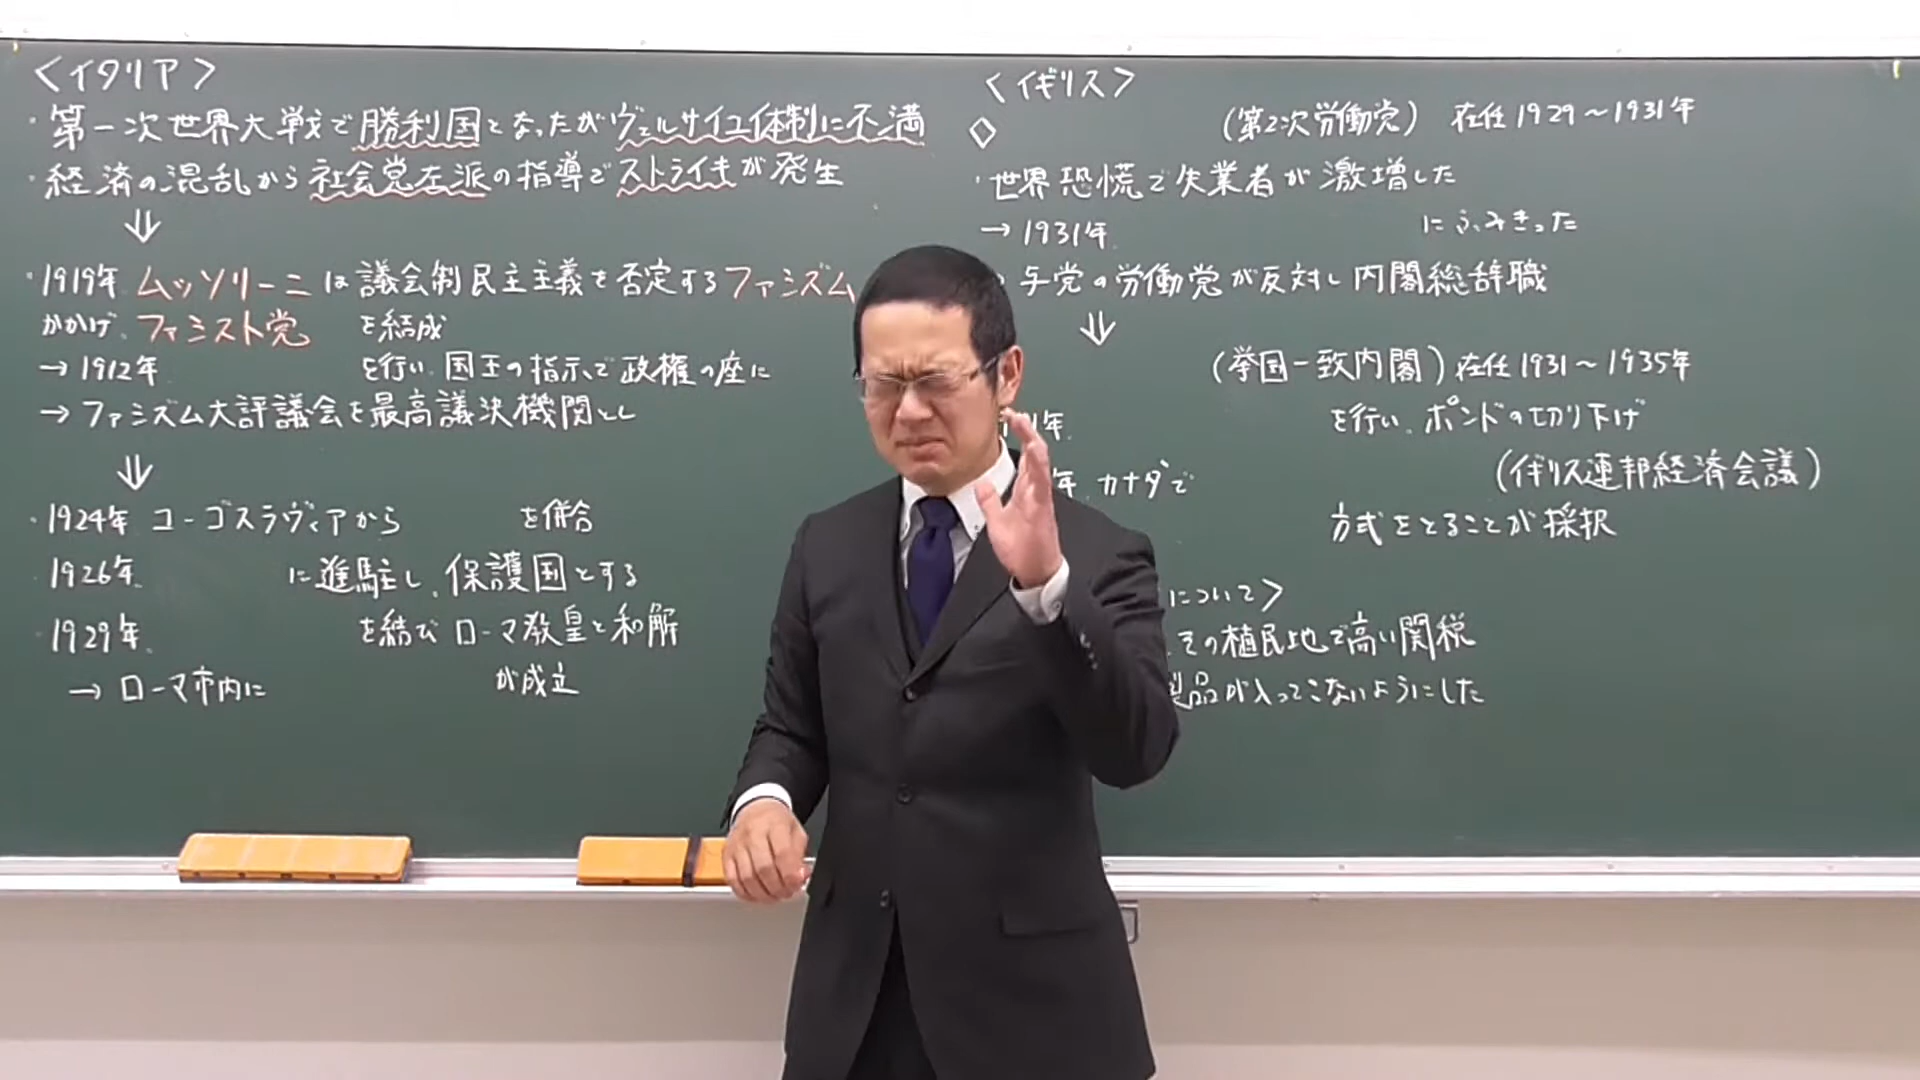 <イタリア>
・第一次世界大戦で勝利国となったがヴェルサイユ体制に不満
・経済の混乱から社会党左派の指導でストライキが発生
⇓
・1919年 ムッソリーニは議会制民主主義を否定するファシズム
かかげ、ファシスト党 を結成
→ 1912年 を行い、国王の指示で政権の座に
→ ファシズム大評議会を最高議決機関とし
⇓
・1924年 ユーゴスラヴィアから を併合
1926年、 に進駐し、保護国とする
・1929年、 を結び ローマ教皇と和解
→ ローマ市内に が成立
<イギリス>
◇ (第2次労働党) 在任1929〜1931年
・世界恐慌で失業者が激増した
→ 1931年、 にふみきった
与党の労働党が反対し内閣総辞職
⇓
(挙国一致内閣) 在任1931〜1935年
年、 を行い、ポンドの切り下げ
(イギリス連邦経済会議)
年、カナダで
方式をとることが採択
について>
その植民地で高い関税
品が入ってこないようにした